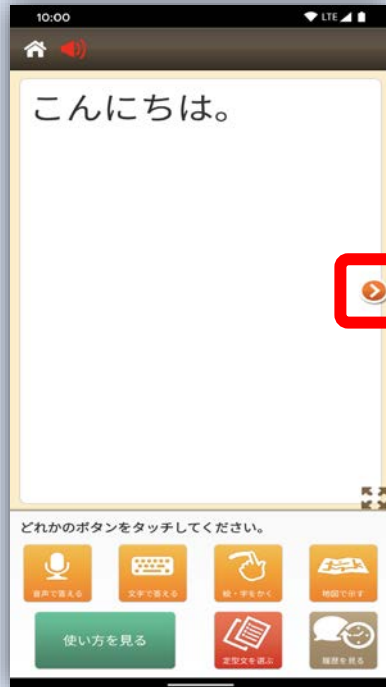 10:00
LTE
こんにちは。
どれかのボタンをタッチしてください。
音声で答える
文字で答える
絵・字をかく
地図で示す
使い方を見る
定型文を選ぶ
履歴を見る